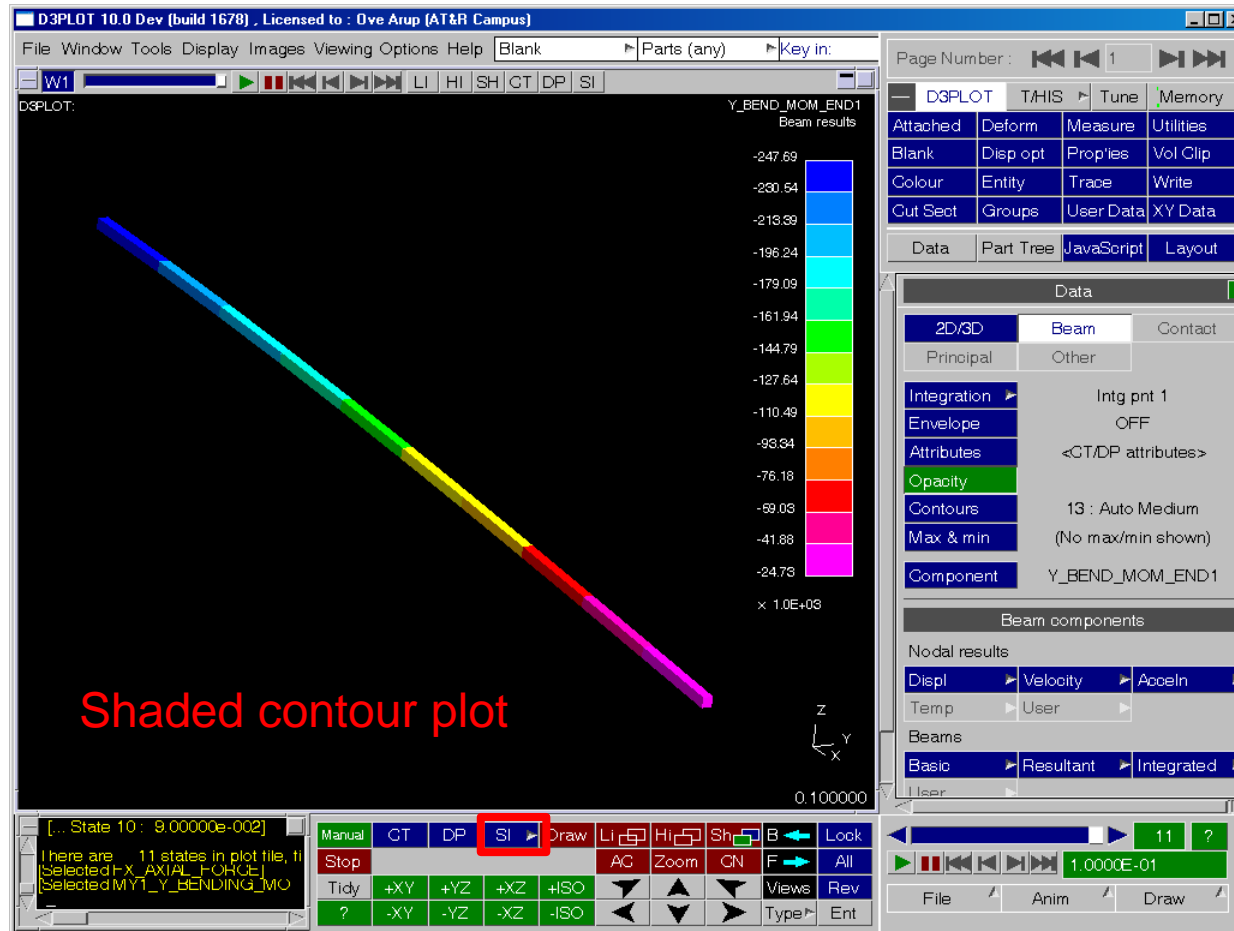 D3PLOT 10.0 Dev (build 1678) , Licensed to : Ove Arup (AT&R Campus)
File Window Tools Display Images Viewing Options Help Blank Parts (any) Key in:
W1 LI HI SH CT DP SI
D3PLOT:
Y_BEND_MOM_END1
Beam results
-247.69
-230.54
-213.39
-196.24
-179.09
-161.94
-144.79
-127.64
-110.49
-93.34
-76.18
-59.03
-41.88
-24.73
× 1.0E+03
Shaded contour plot
Z
Y
X
0.100000
Page Number : 1
D3PLOT T/HIS Tune Memory
Attached Deform Measure Utilities
Blank Disp opt Prop'ies Vol Clip
Colour Entity Trace Write
Cut Sect Groups User Data XY Data
Data Part Tree JavaScript Layout
Data
2D/3D Beam Contact
Principal Other
Integration Intg pnt 1
Envelope OFF
Attributes <CT/DP attributes>
Opacity
Contours 13 : Auto Medium
Max & min (No max/min shown)
Component Y_BEND_MOM_END1
Beam components
Nodal results
Displ Velocity Acceln
Temp User
Beams
Basic Resultant Integrated
User
[... State 10 : 9.00000e-002]
There are 11 states in plot file, ti
[Selected FX_AXIAL_FORCE]
[Selected MY1_Y_BENDING_MO
Manual CT DP SI Draw Li Hi Sh B Lock
Stop AC Zoom CN F All
Tidy +XY +YZ +XZ +ISO Views Rev
? -XY -YZ -XZ -ISO Type Ent
11 ?
1.0000E-01
File Anim Draw